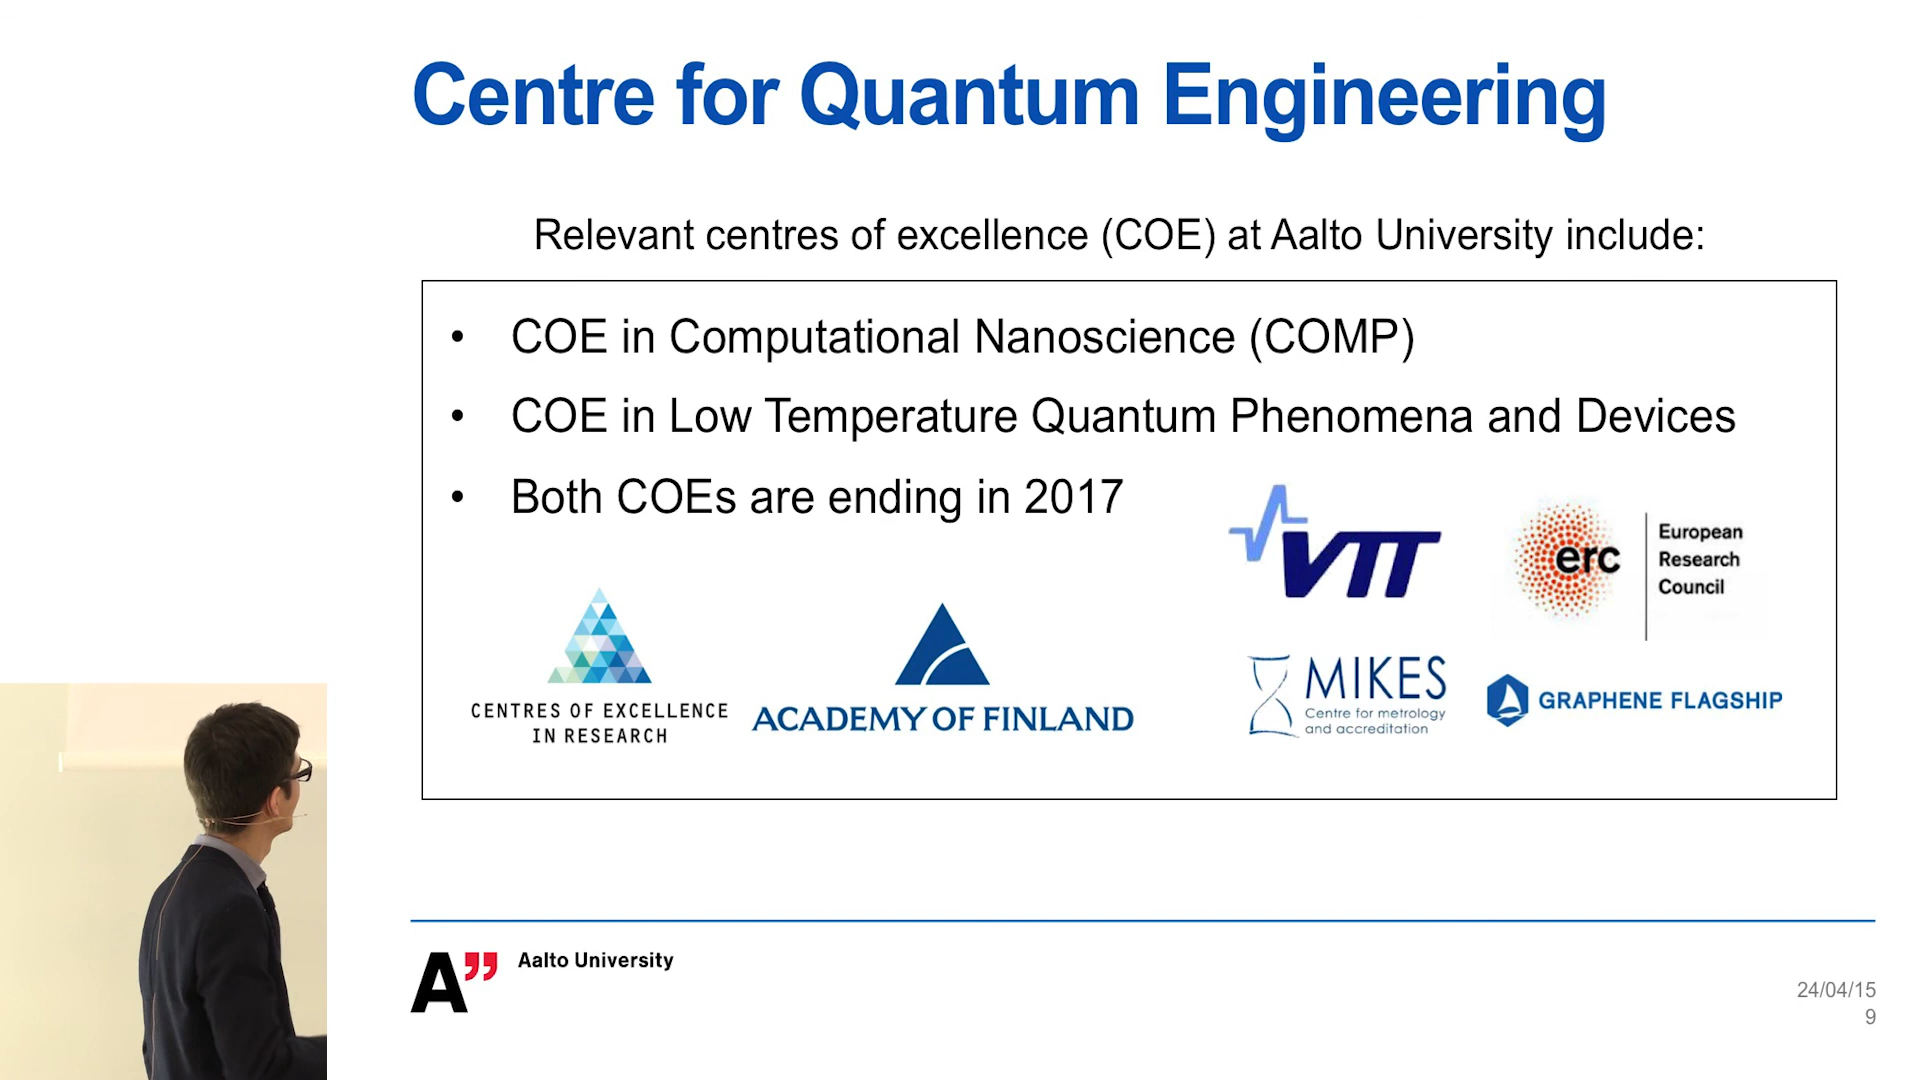 Centre for Quantum Engineering
Relevant centres of excellence (COE) at Aalto University include:
• COE in Computational Nanoscience (COMP)
• COE in Low Temperature Quantum Phenomena and Devices
• Both COEs are ending in 2017
VTT
erc
European
Research
Council
CENTRES OF EXCELLENCE
IN RESEARCH
ACADEMY OF FINLAND
MIKES
Centre for metrology
and accreditation
GRAPHENE FLAGSHIP
A”
Aalto University
24/04/15
9